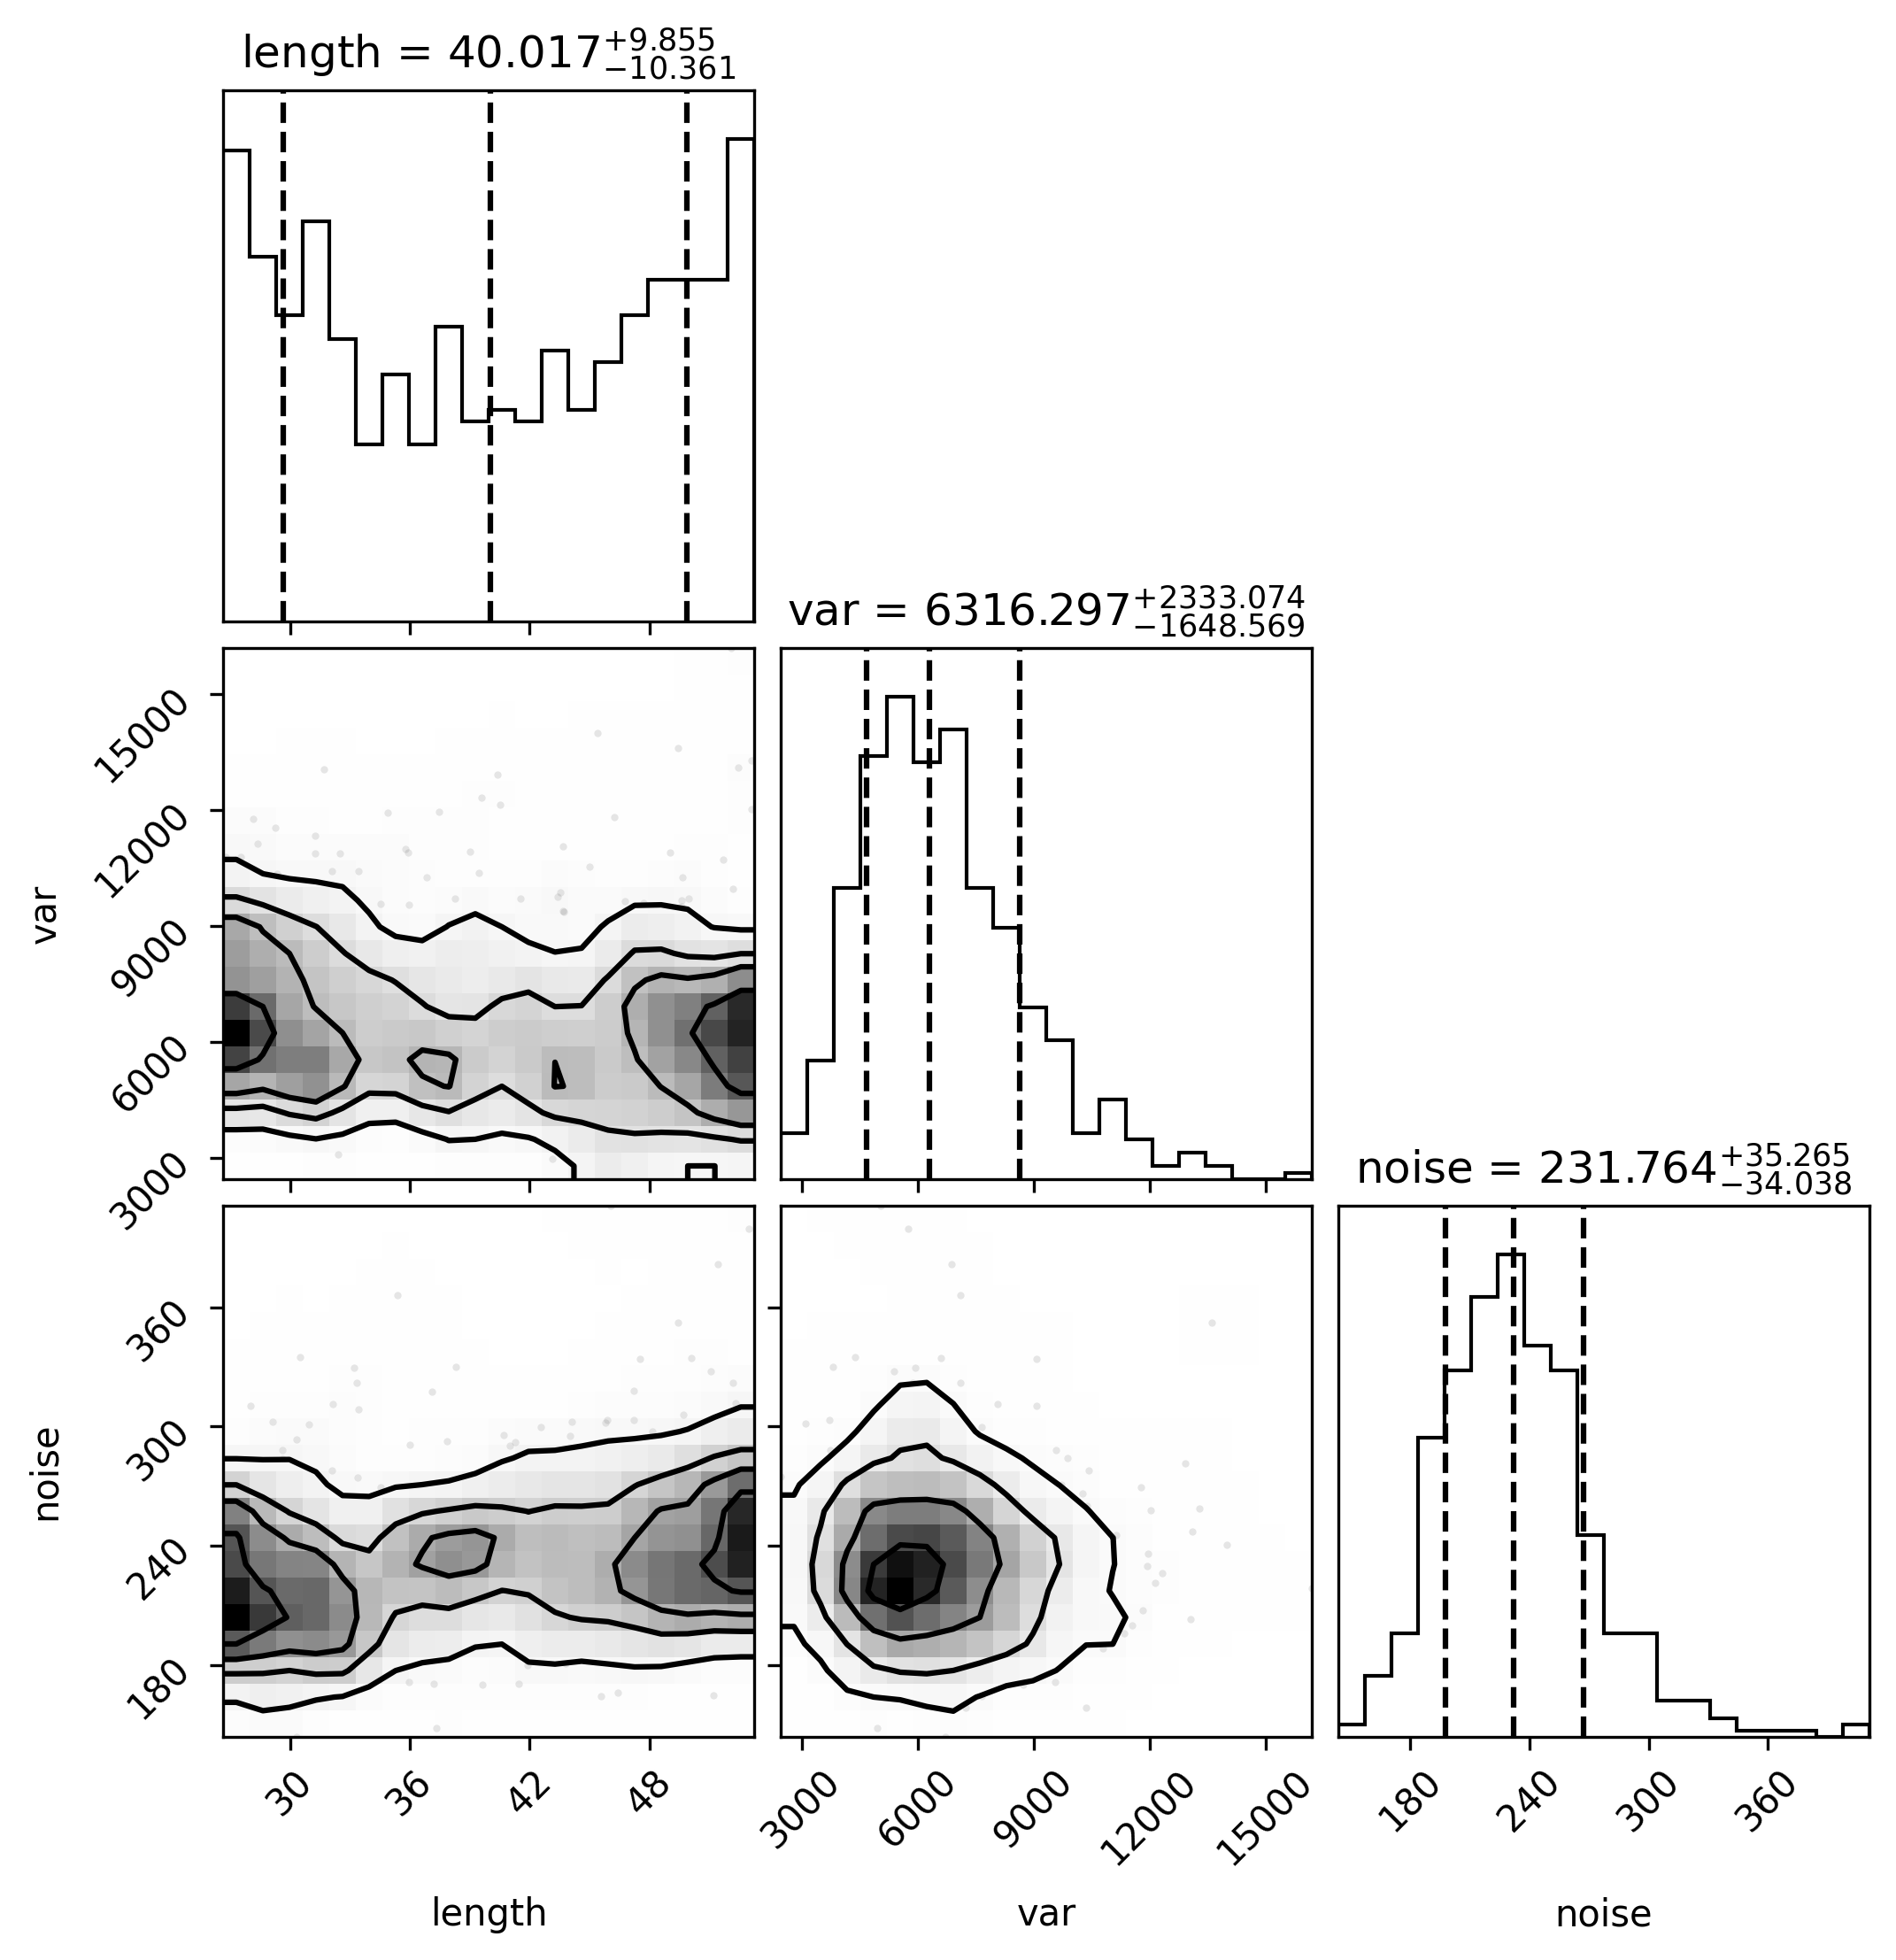 length = 40.017 +9.855 −10.361
var = 6316.297 +2333.074 −1648.569
15000
12000
9000
6000
3000
var
noise = 231.764 +35.265 −34.038
360
300
240
180
noise
30 36 42 48
3000 6000 9000 12000 15000
180 240 300 360
length var noise